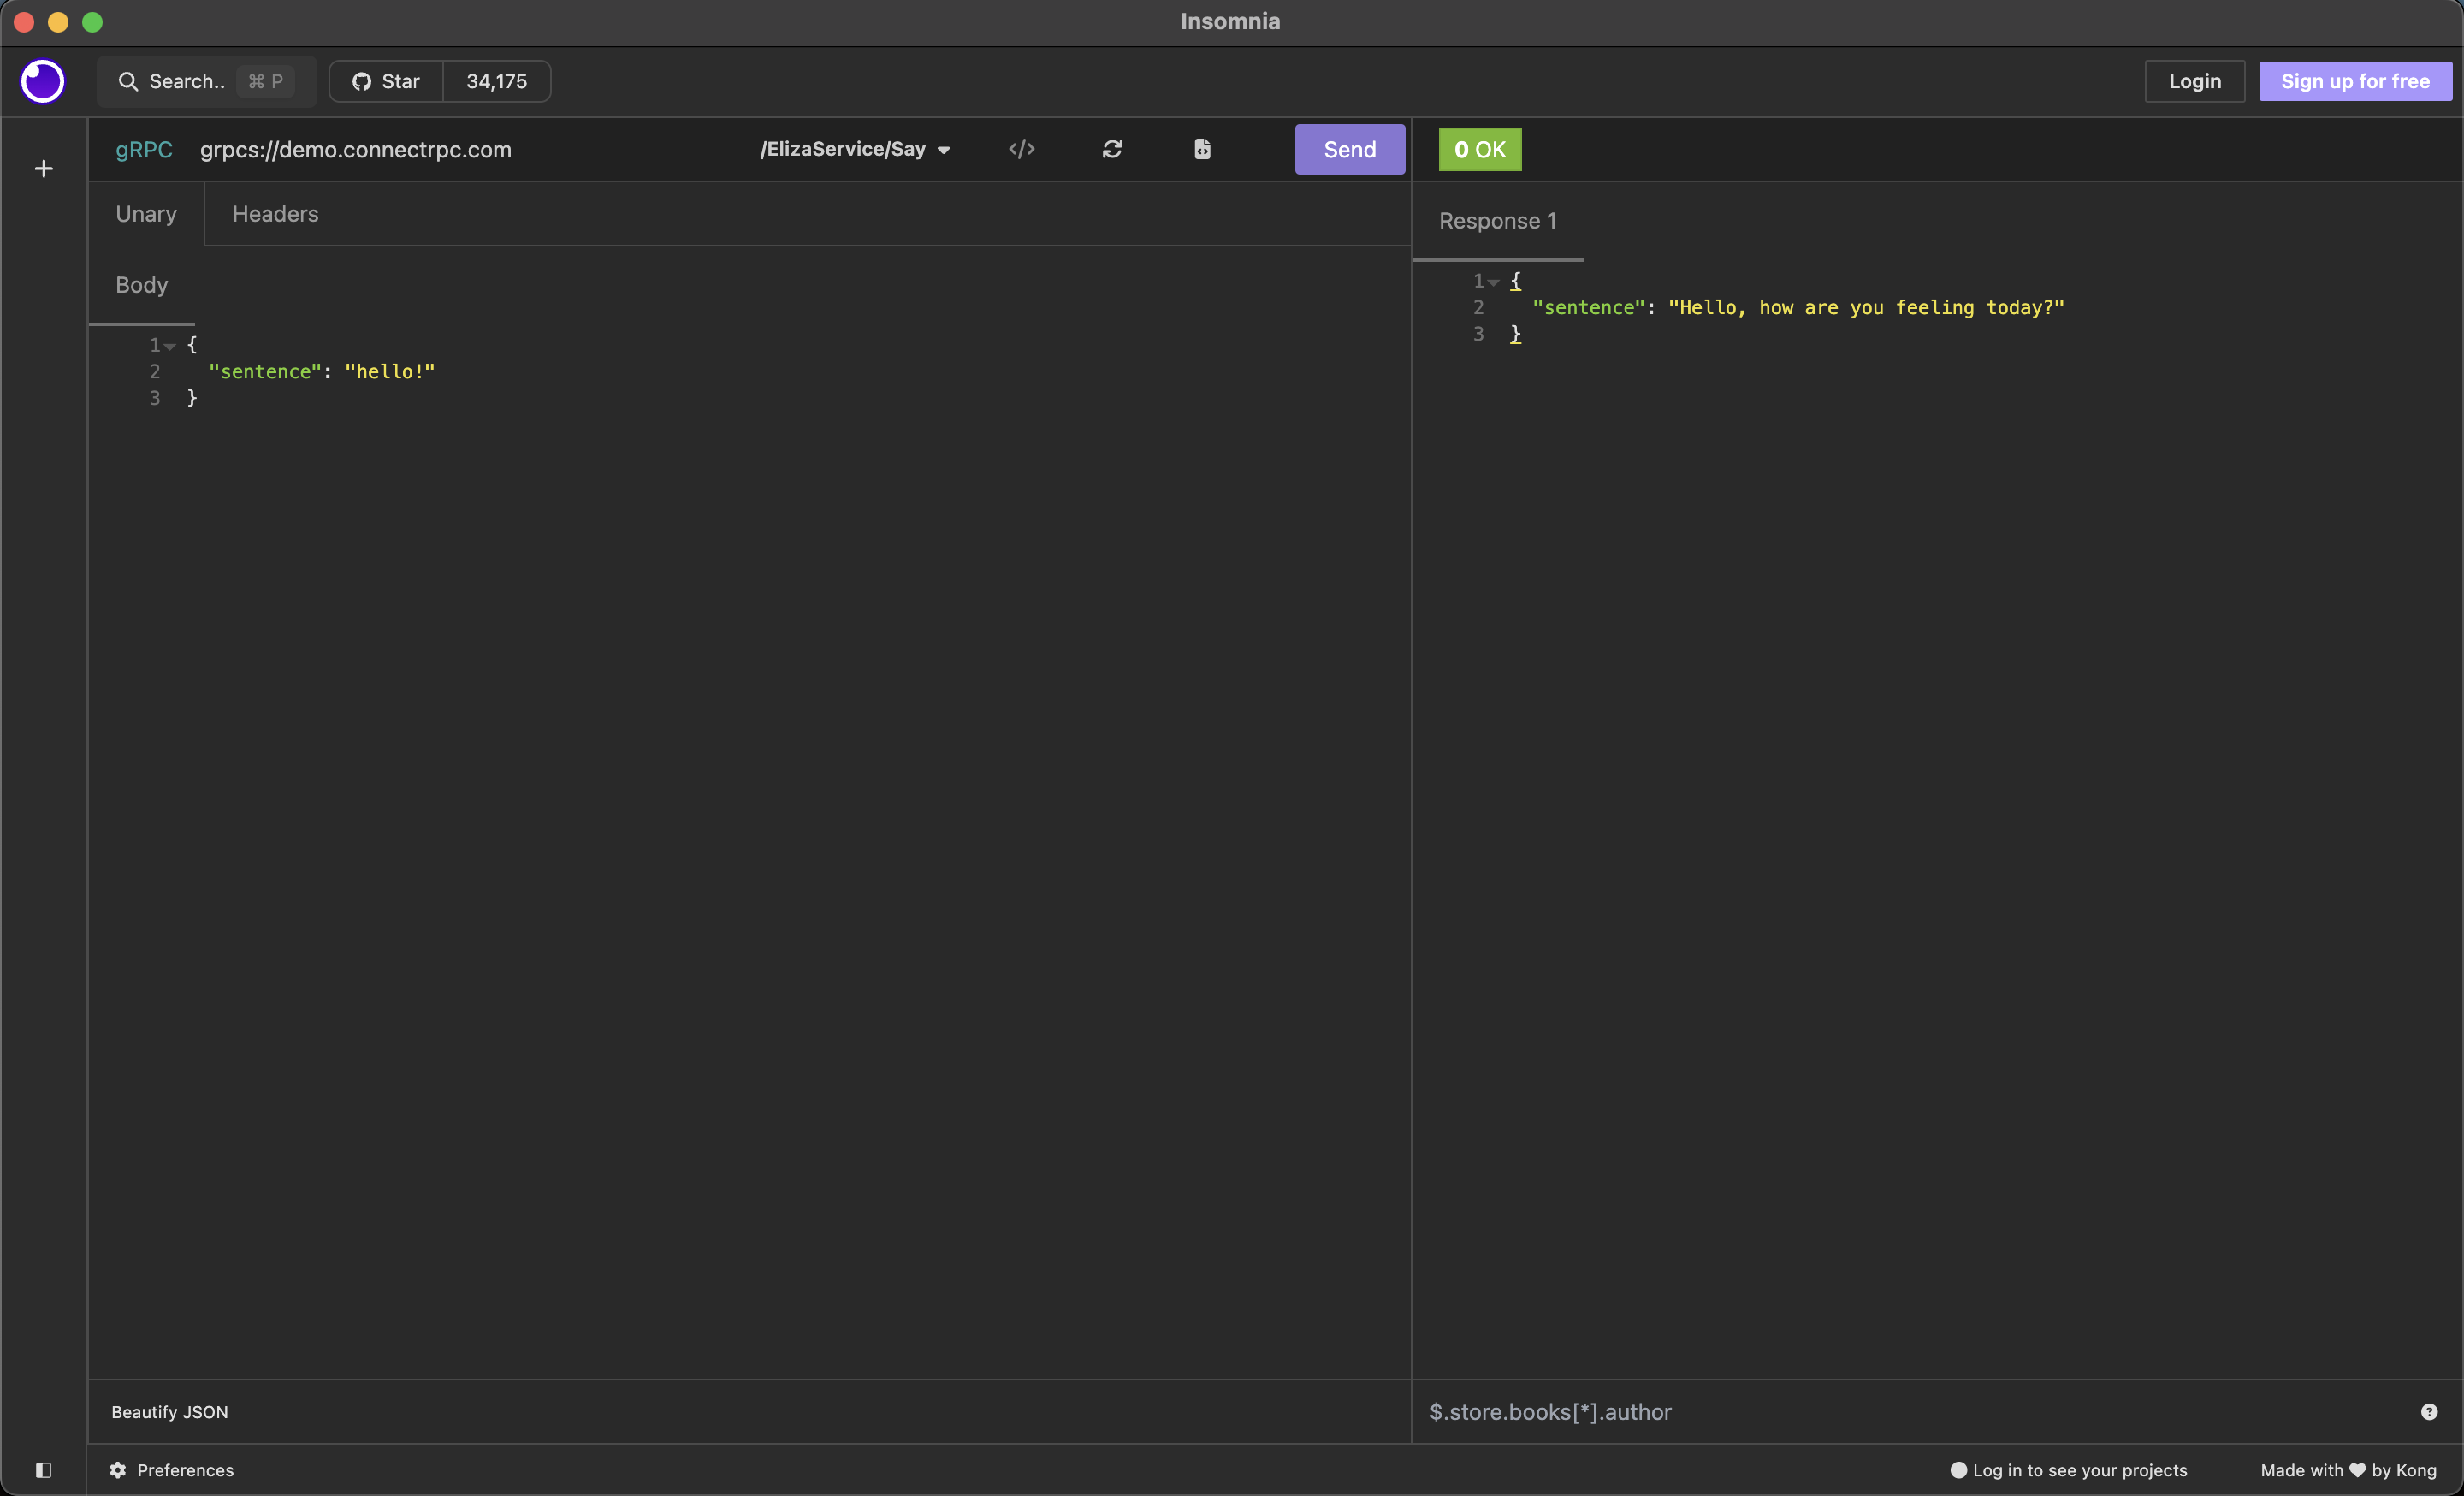 Insomnia
Search.. ⌘ P
Star 34,175
Login
Sign up for free
gRPC grpcs://demo.connectrpc.com /ElizaService/Say </> Send
0 OK
Unary Headers
Body
1 {
2 "sentence": "hello!"
3 }
Response 1
1 {
2 "sentence": "Hello, how are you feeling today?"
3 }
Beautify JSON
$.store.books[*].author
?
Preferences
Log in to see your projects
Made with ♥ by Kong